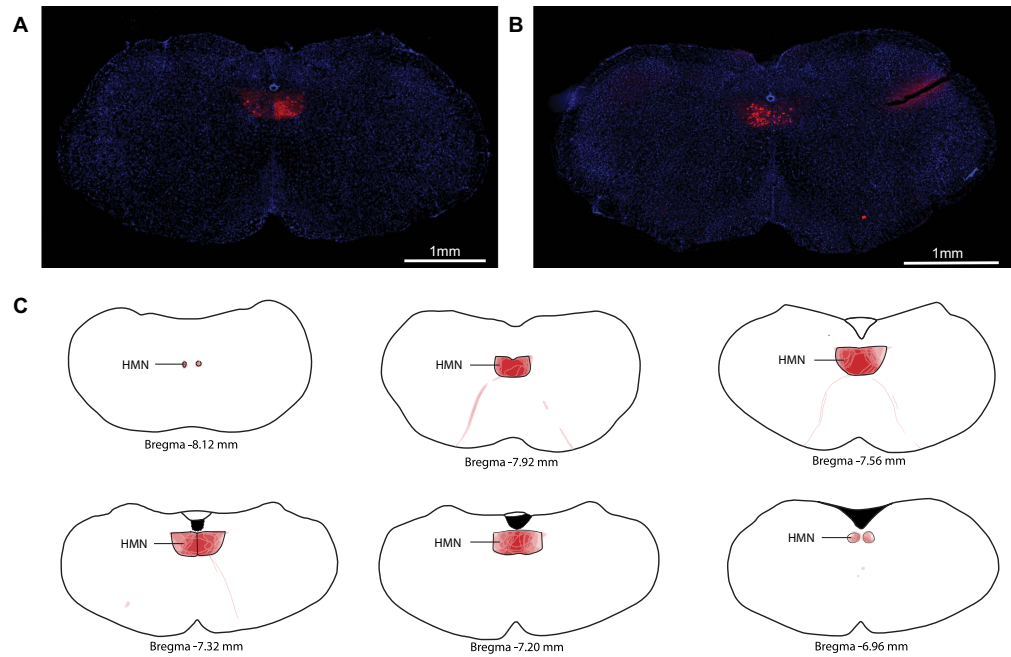 A
B
1mm
1mm
C
HMN
HMN
HMN
Bregma -8.12 mm
Bregma -7.92 mm
Bregma -7.56 mm
HMN
HMN
HMN
Bregma -7.32 mm
Bregma -7.20 mm
Bregma -6.96 mm